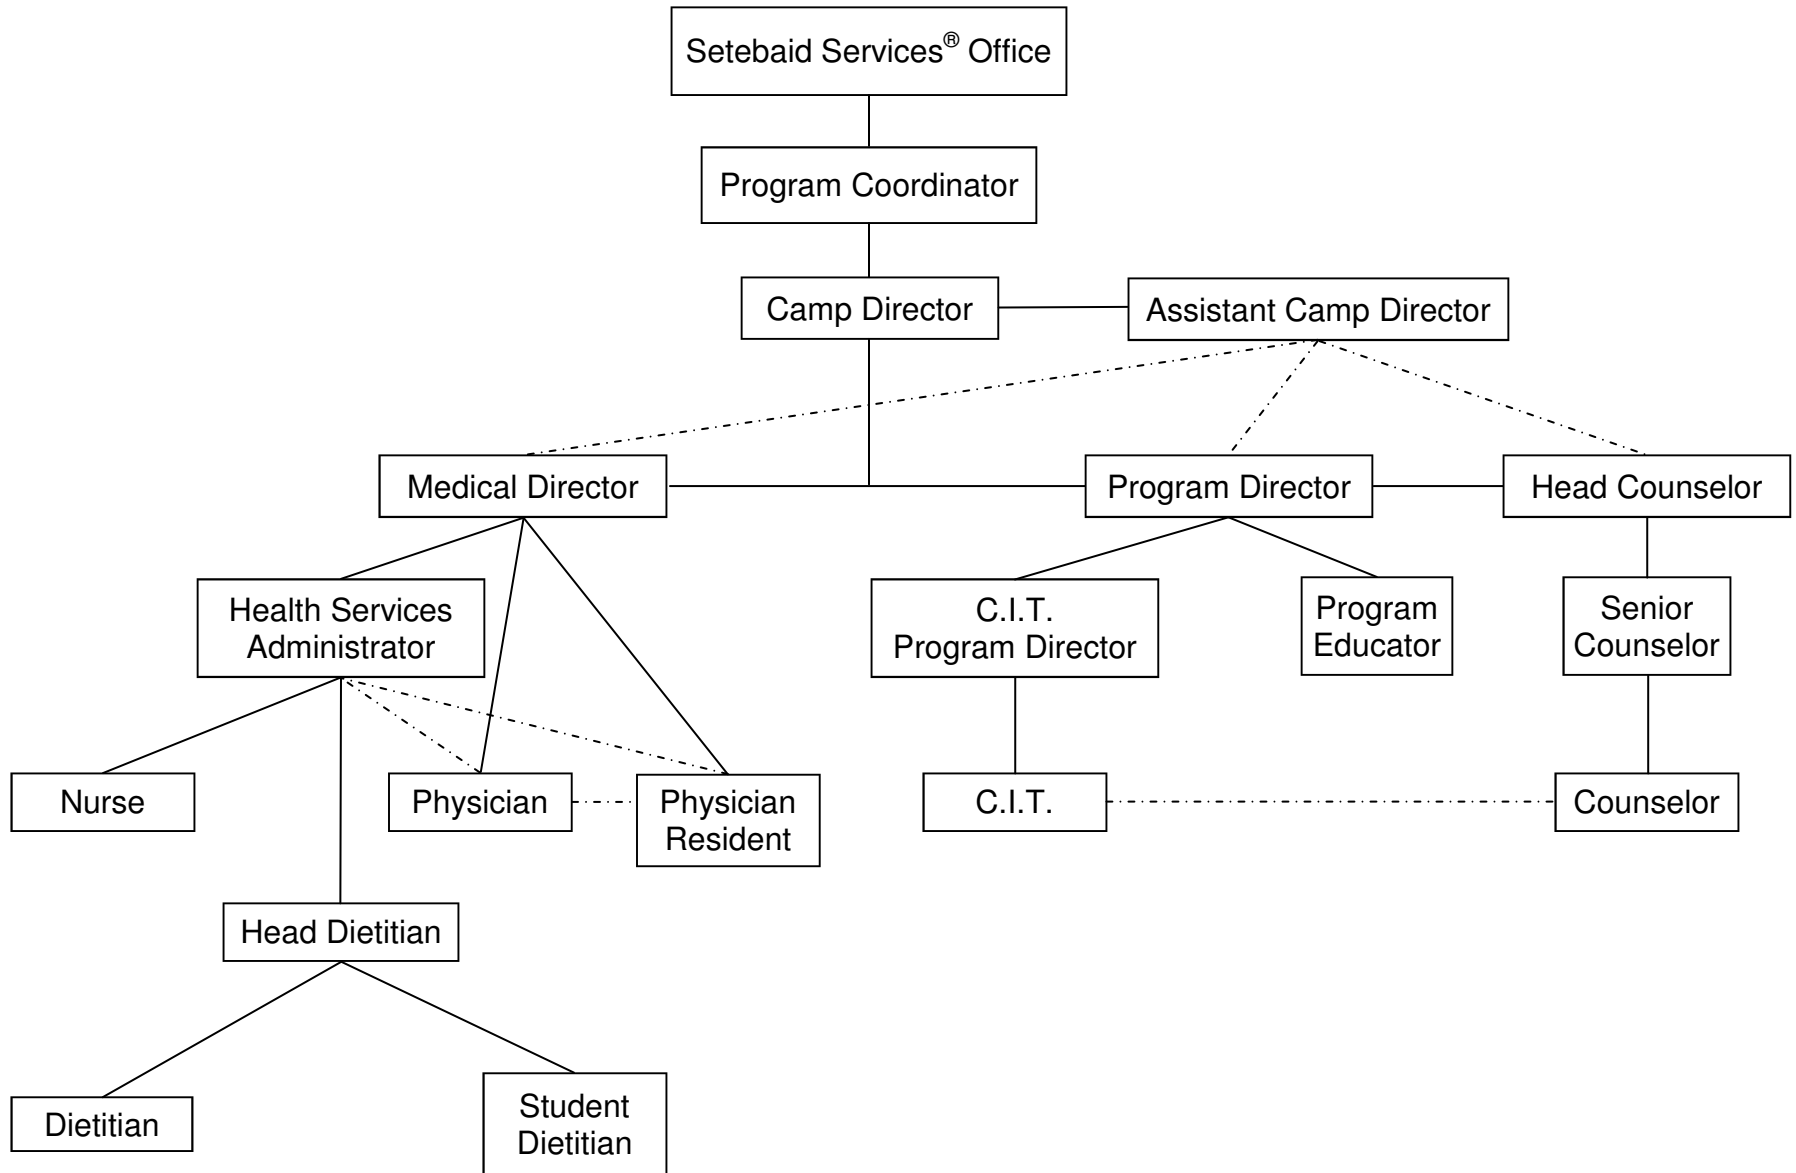 Setebaid Services® Office
Program Coordinator
Camp Director
Assistant Camp Director
Medical Director
Program Director
Head Counselor
Health Services
Administrator
C.I.T.
Program Director
Program
Educator
Senior
Counselor
Nurse
Physician
Physician
Resident
C.I.T.
Counselor
Head Dietitian
Dietitian
Student
Dietitian